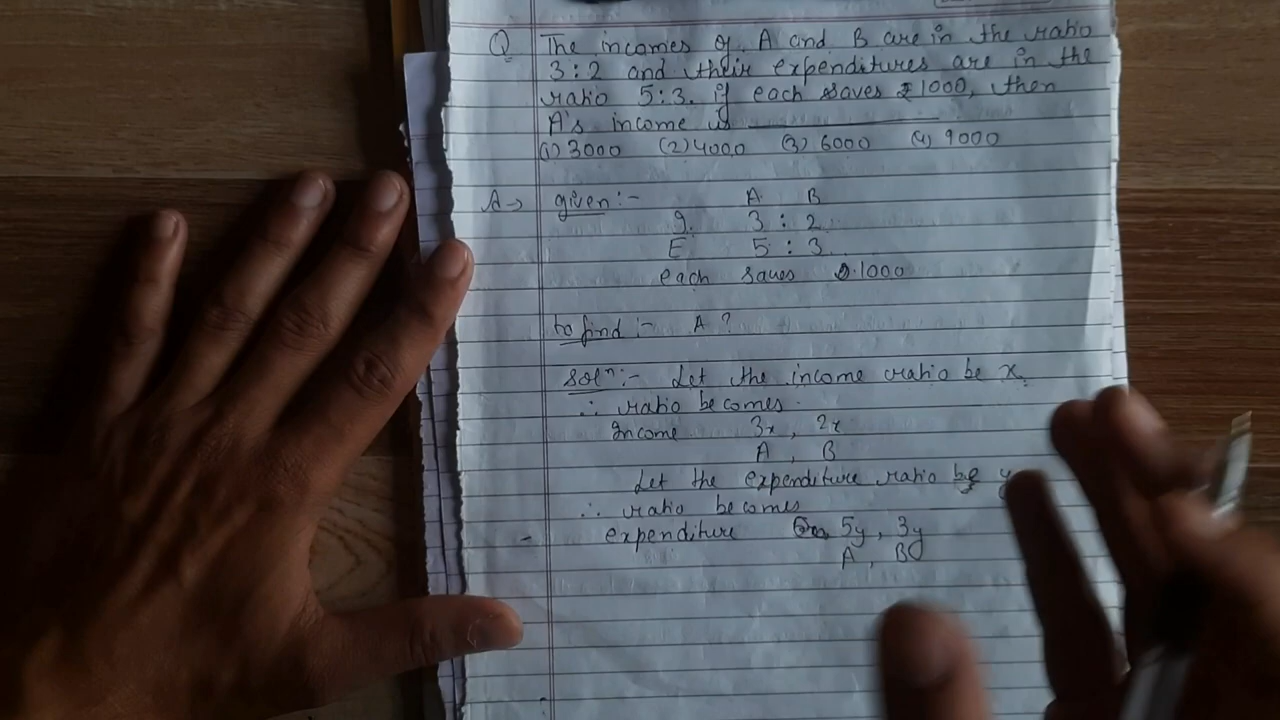 Q The incomes of A and B are in the ratio
3:2 and their expenditures are in the
ratio 5:3. if each saves ₹1000, then
A's income is ___________
(1) 3000 (2) 4000 (3) 6000 (4) 9000
A→ given:- A B
I 3 : 2
E 5 : 3
each saves 1000
to find:- A ?
solⁿ:- Let the income ratio be x.
∴ ratio becomes.
Income 3x, 2x
A, B
Let the expenditure ratio be y
∴ ratio becomes
- expenditure 5y, 3y
A, B